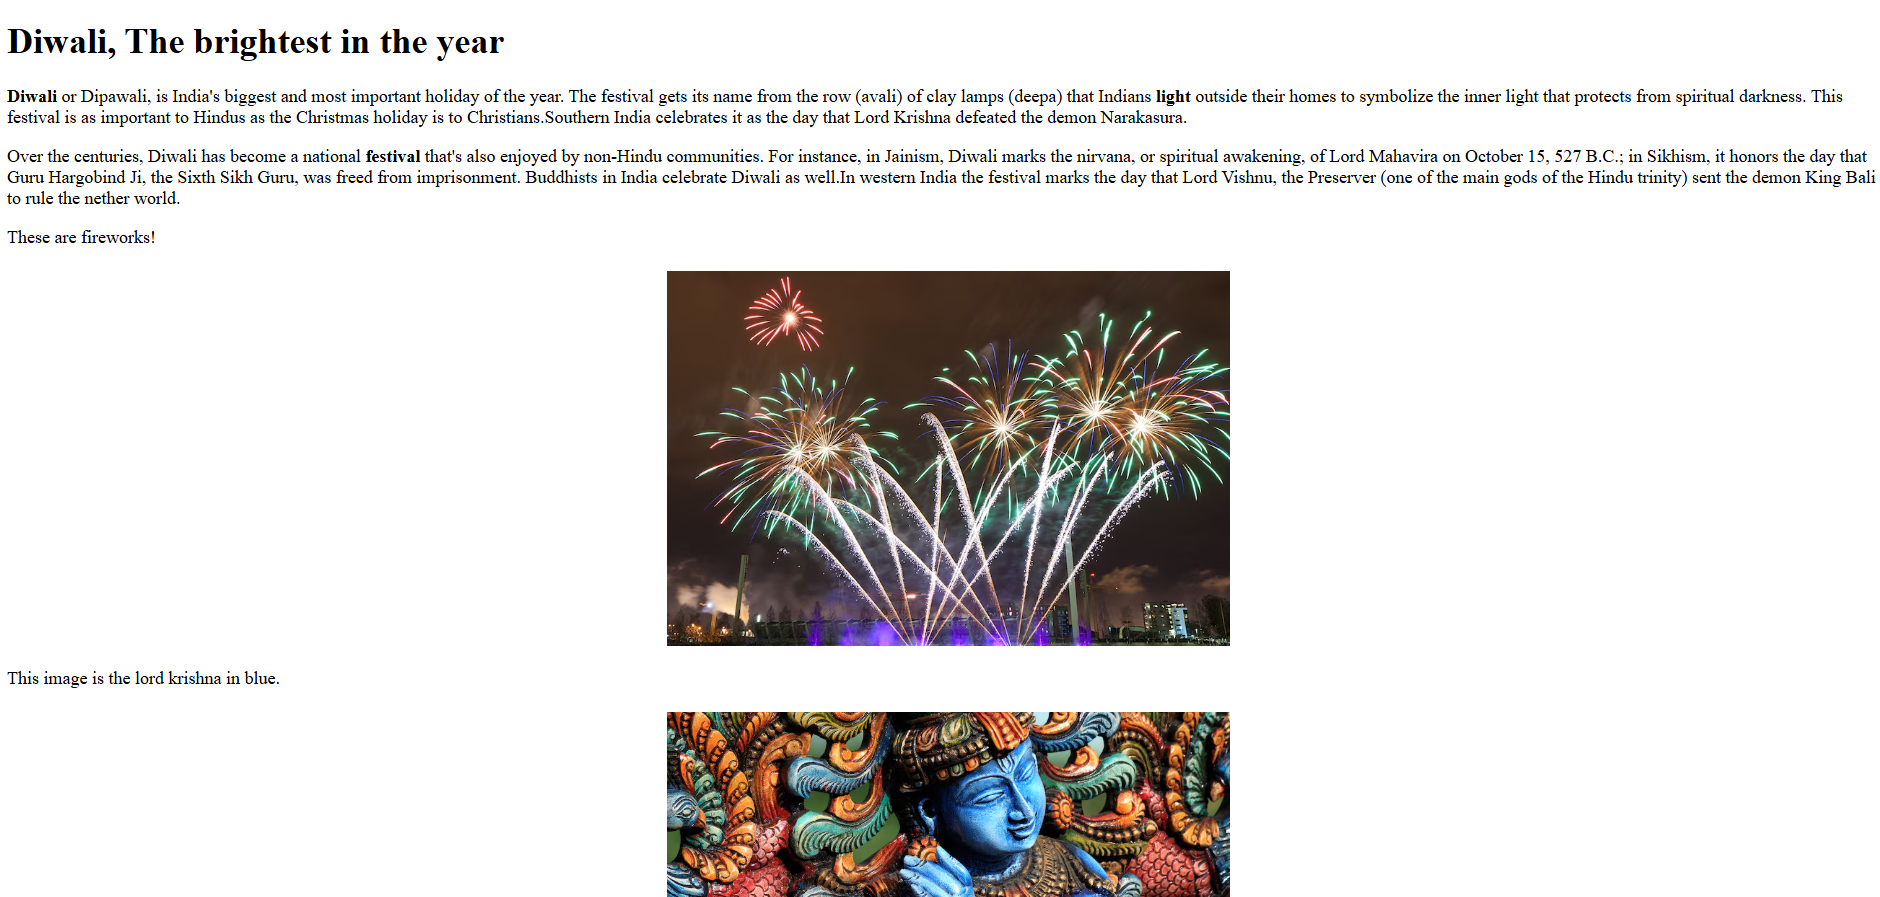 Diwali, The brightest in the year
Diwali or Dipawali, is India's biggest and most important holiday of the year. The festival gets its name from the row (avali) of clay lamps (deepa) that Indians light outside their homes to symbolize the inner light that protects from spiritual darkness. This
festival is as important to Hindus as the Christmas holiday is to Christians.Southern India celebrates it as the day that Lord Krishna defeated the demon Narakasura.
Over the centuries, Diwali has become a national festival that's also enjoyed by non-Hindu communities. For instance, in Jainism, Diwali marks the nirvana, or spiritual awakening, of Lord Mahavira on October 15, 527 B.C.; in Sikhism, it honors the day that
Guru Hargobind Ji, the Sixth Sikh Guru, was freed from imprisonment. Buddhists in India celebrate Diwali as well.In western India the festival marks the day that Lord Vishnu, the Preserver (one of the main gods of the Hindu trinity) sent the demon King Bali
to rule the nether world.
These are fireworks!
This image is the lord krishna in blue.